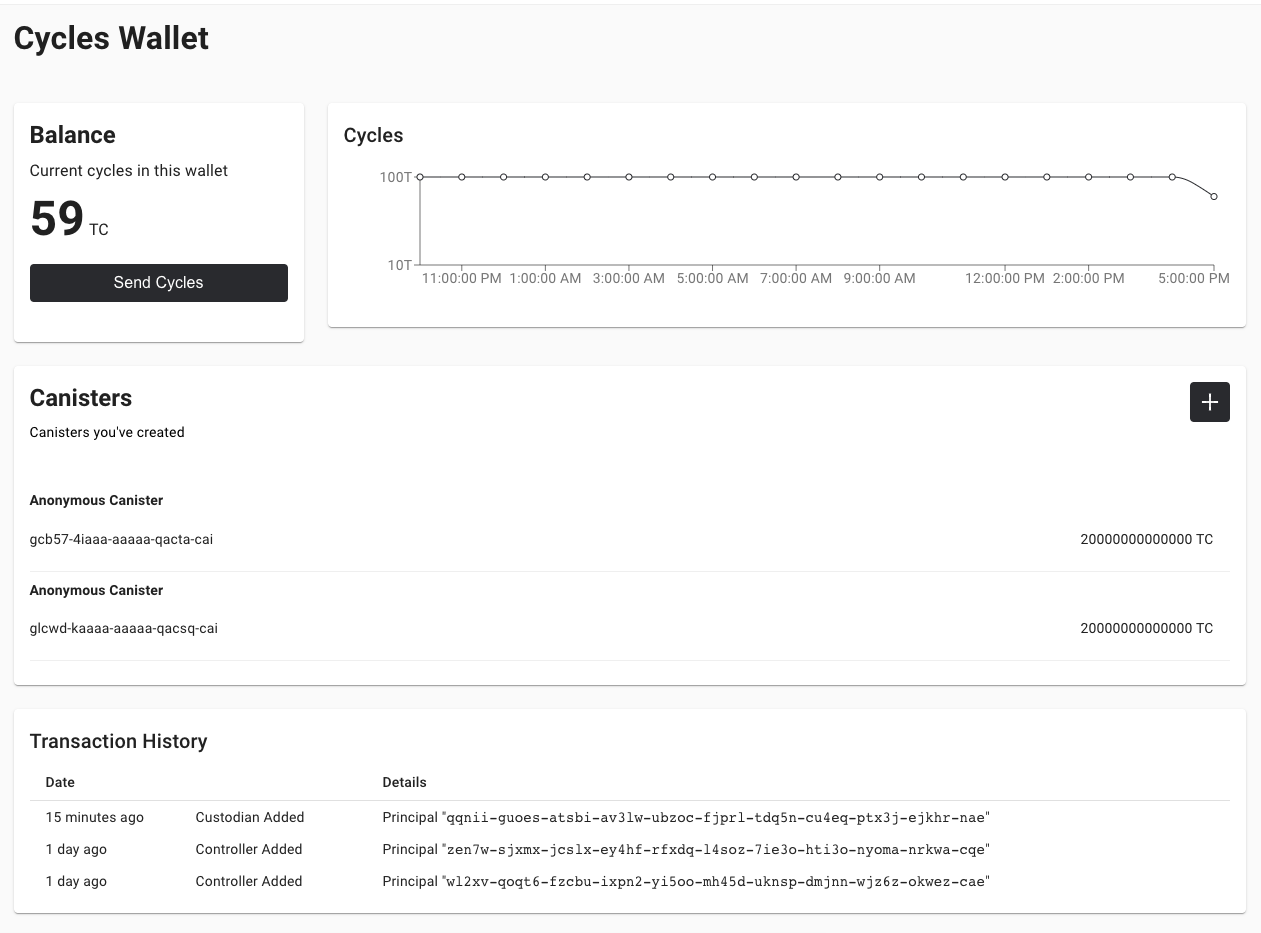 Cycles Wallet
Balance
Current cycles in this wallet
59 TC
Send Cycles
Cycles
100T
10T
11:00:00 PM 1:00:00 AM 3:00:00 AM 5:00:00 AM 7:00:00 AM 9:00:00 AM 12:00:00 PM 2:00:00 PM 5:00:00 PM
Canisters
Canisters you've created
Anonymous Canister
gcb57-4iaaa-aaaaa-qacta-cai 20000000000000 TC
Anonymous Canister
glcwd-kaaaa-aaaaa-qacsq-cai 20000000000000 TC
Transaction History
Date Details
15 minutes ago Custodian Added Principal "qqnii-guoes-atsbi-av3lw-ubzoc-fjprl-tdq5n-cu4eq-ptx3j-ejkhr-nae"
1 day ago Controller Added Principal "zen7w-sjxmx-jcslx-ey4hf-rfxdq-l4soz-7ie3o-hti3o-nyoma-nrkwa-cqe"
1 day ago Controller Added Principal "wl2xv-qoqt6-fzcbu-ixpn2-yi5oo-mh45d-uknsp-dmjnn-wjz6z-okwez-cae"